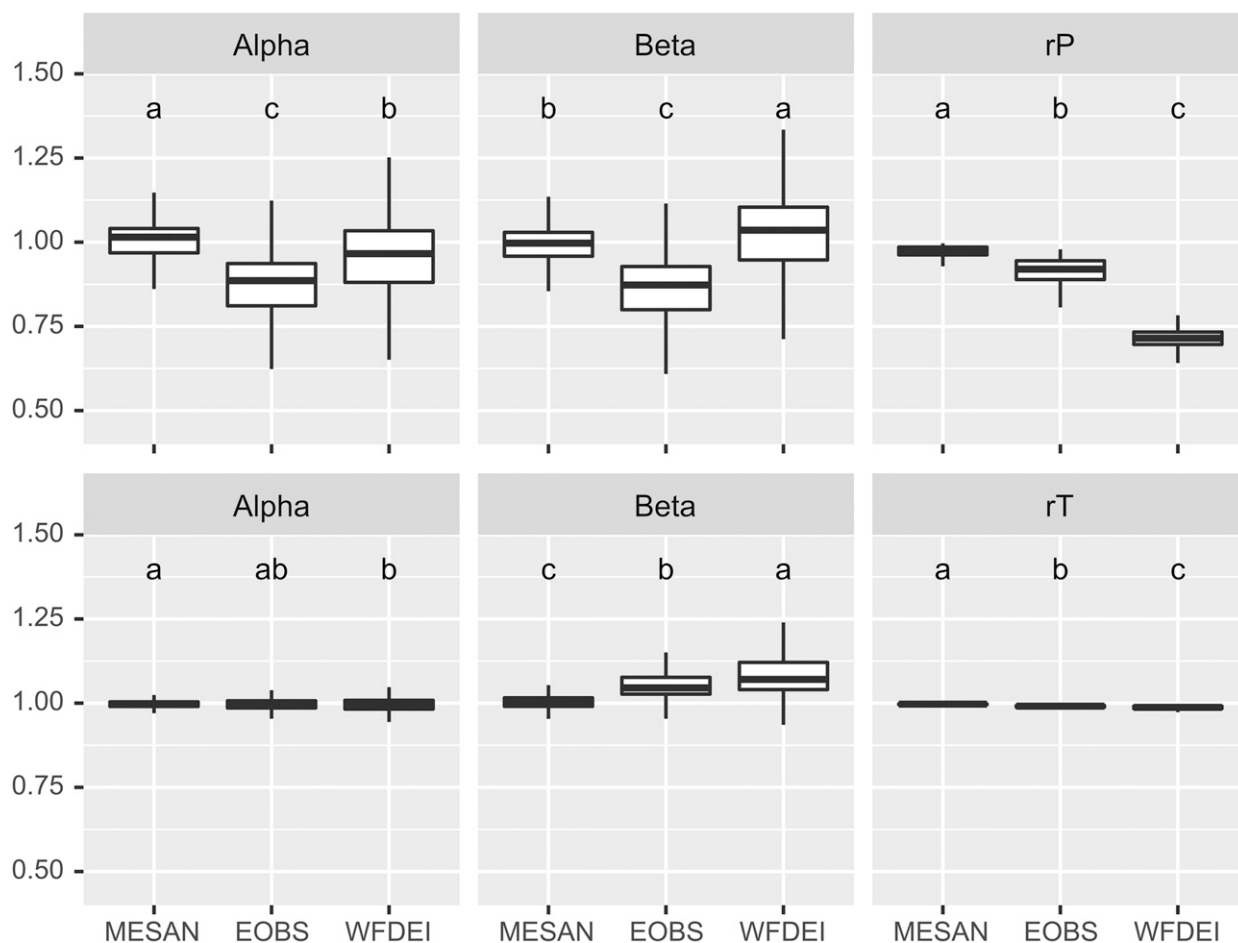 Alpha Beta rP
1.50
a c b b c a a b c
1.25
1.00
0.75
0.50
Alpha Beta rT
1.50
a ab b c b a a b c
1.25
1.00
0.75
0.50
MESAN EOBS WFDEI MESAN EOBS WFDEI MESAN EOBS WFDEI